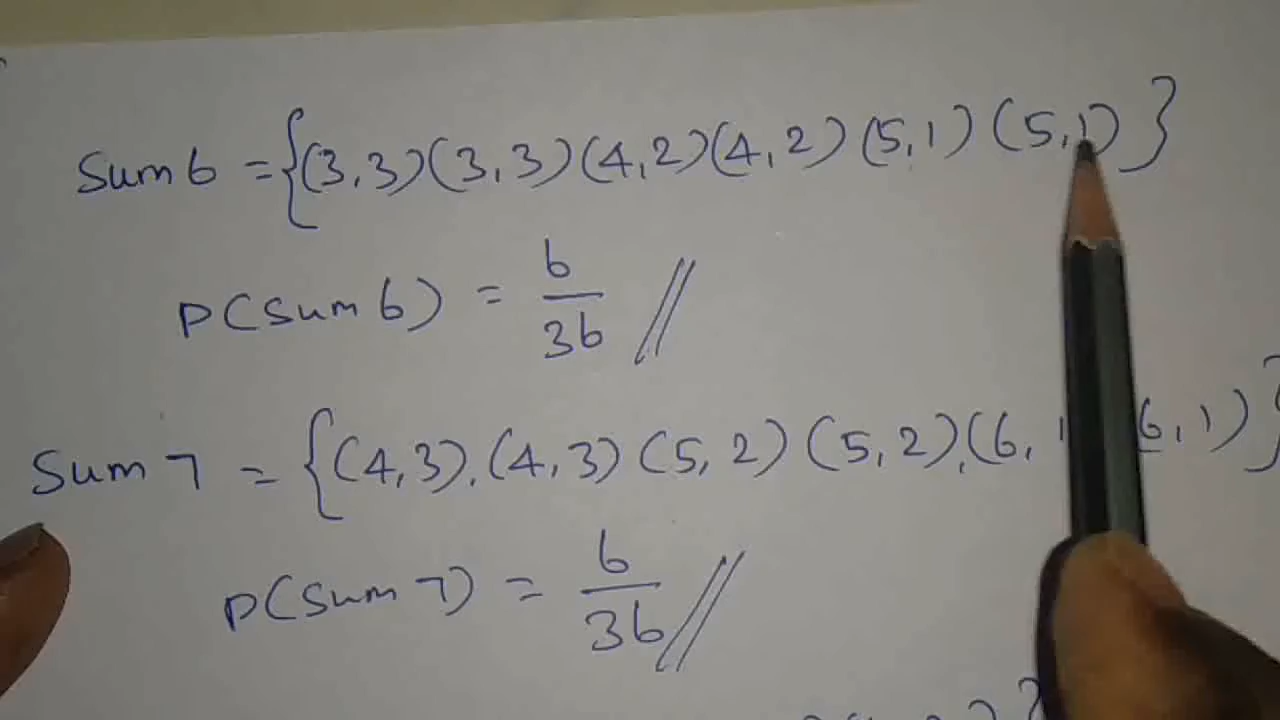 Sum 6 = {(3,3)(3,3)(4,2)(4,2)(5,1)(5,1)}
P(Sum 6) = 6/36 //
Sum 7 = {(4,3),(4,3)(5,2)(5,2),(6,1 6,1)}
P(Sum 7) = 6/36 //